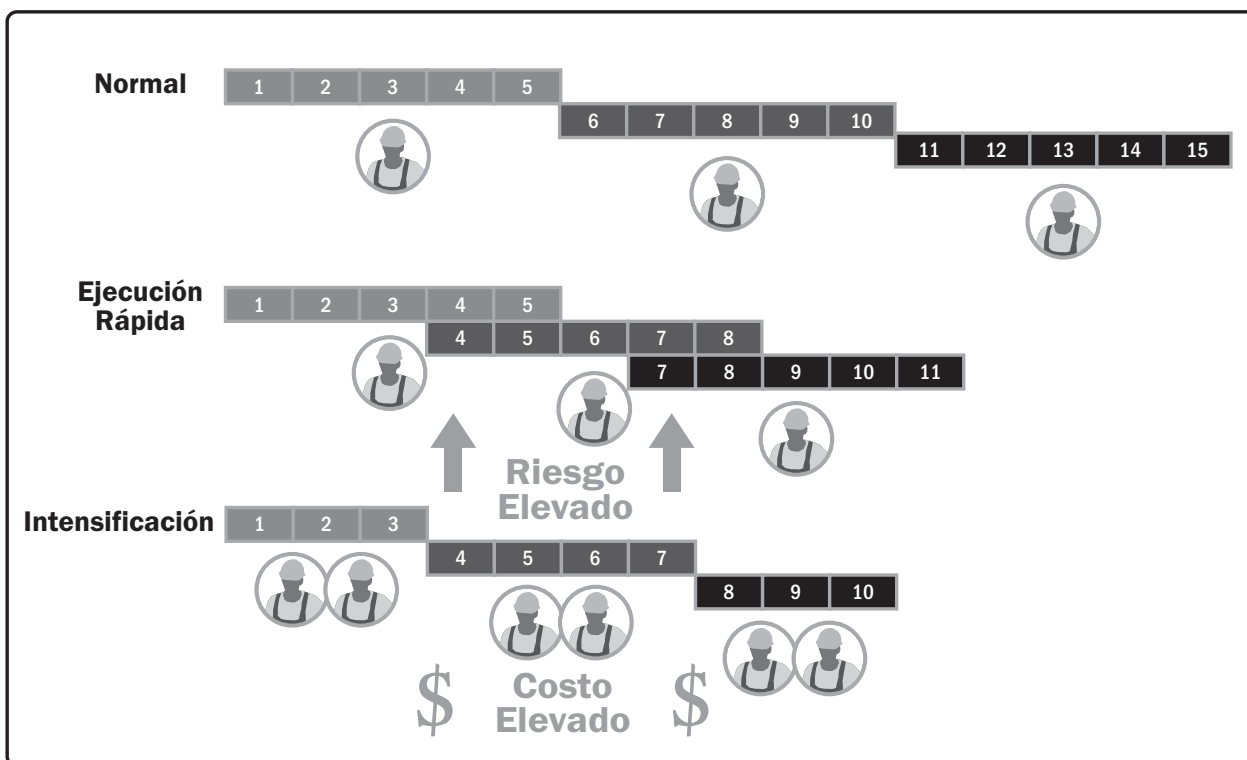 Normal
1 2 3 4 5
6 7 8 9 10
11 12 13 14 15
Ejecución
Rápida
1 2 3 4 5
4 5 6 7 8
7 8 9 10 11
Riesgo
Elevado
Intensificación
1 2 3
4 5 6 7
8 9 10
$ Costo $
Elevado